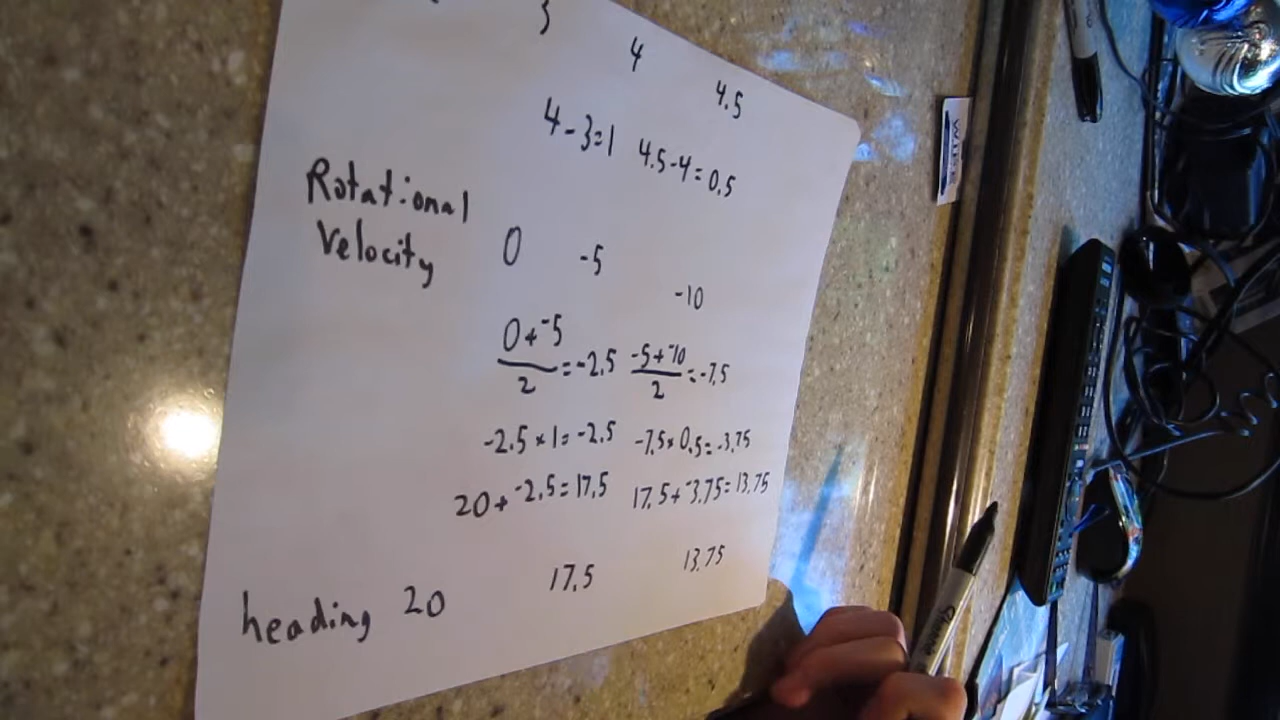 3 4 4.5
4-3=1 4.5-4=0.5
Rotational
Velocity 0 -5 -10
0+-5 / 2 =-2.5 -5+-10 / 2 =-7.5
-2.5×1=-2.5 -7.5×0.5=-3.75
20+-2.5=17.5 17.5+-3.75=13.75
heading 20 17.5 13.75